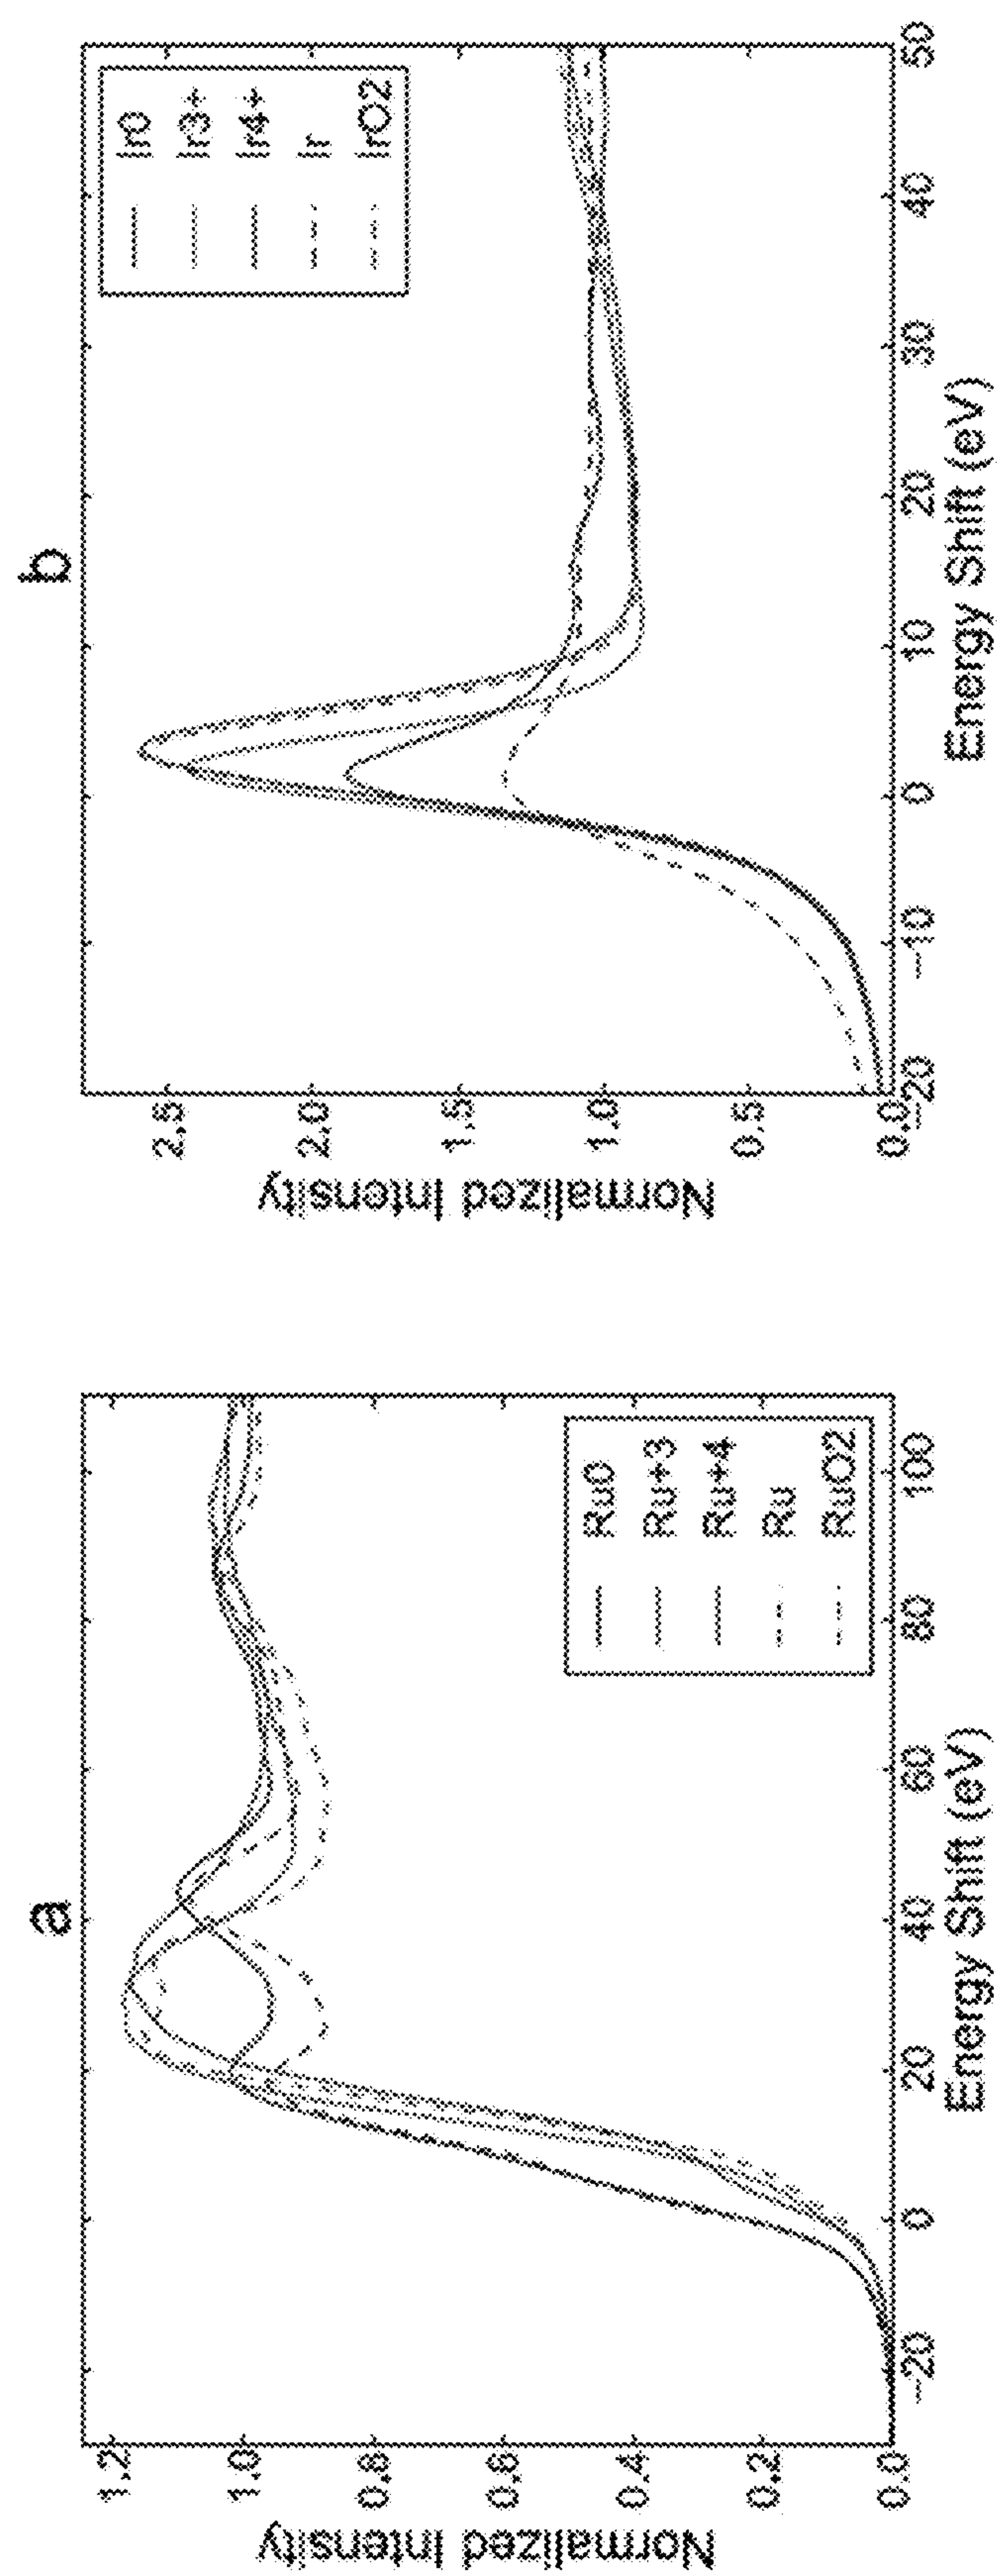 a
Normalized Intensity
1.2
1.0
0.8
0.6
0.4
0.2
0.0
−20
0
20
40
60
80
100
Energy Shift (eV)
Ru0
Ru+3
Ru+4
Ru
RuO2
b
Normalized Intensity
2.5
2.0
1.5
1.0
0.5
0.0
−20
−10
0
10
20
30
40
50
Energy Shift (eV)
Ir0
Ir3+
Ir4+
Ir
IrO2